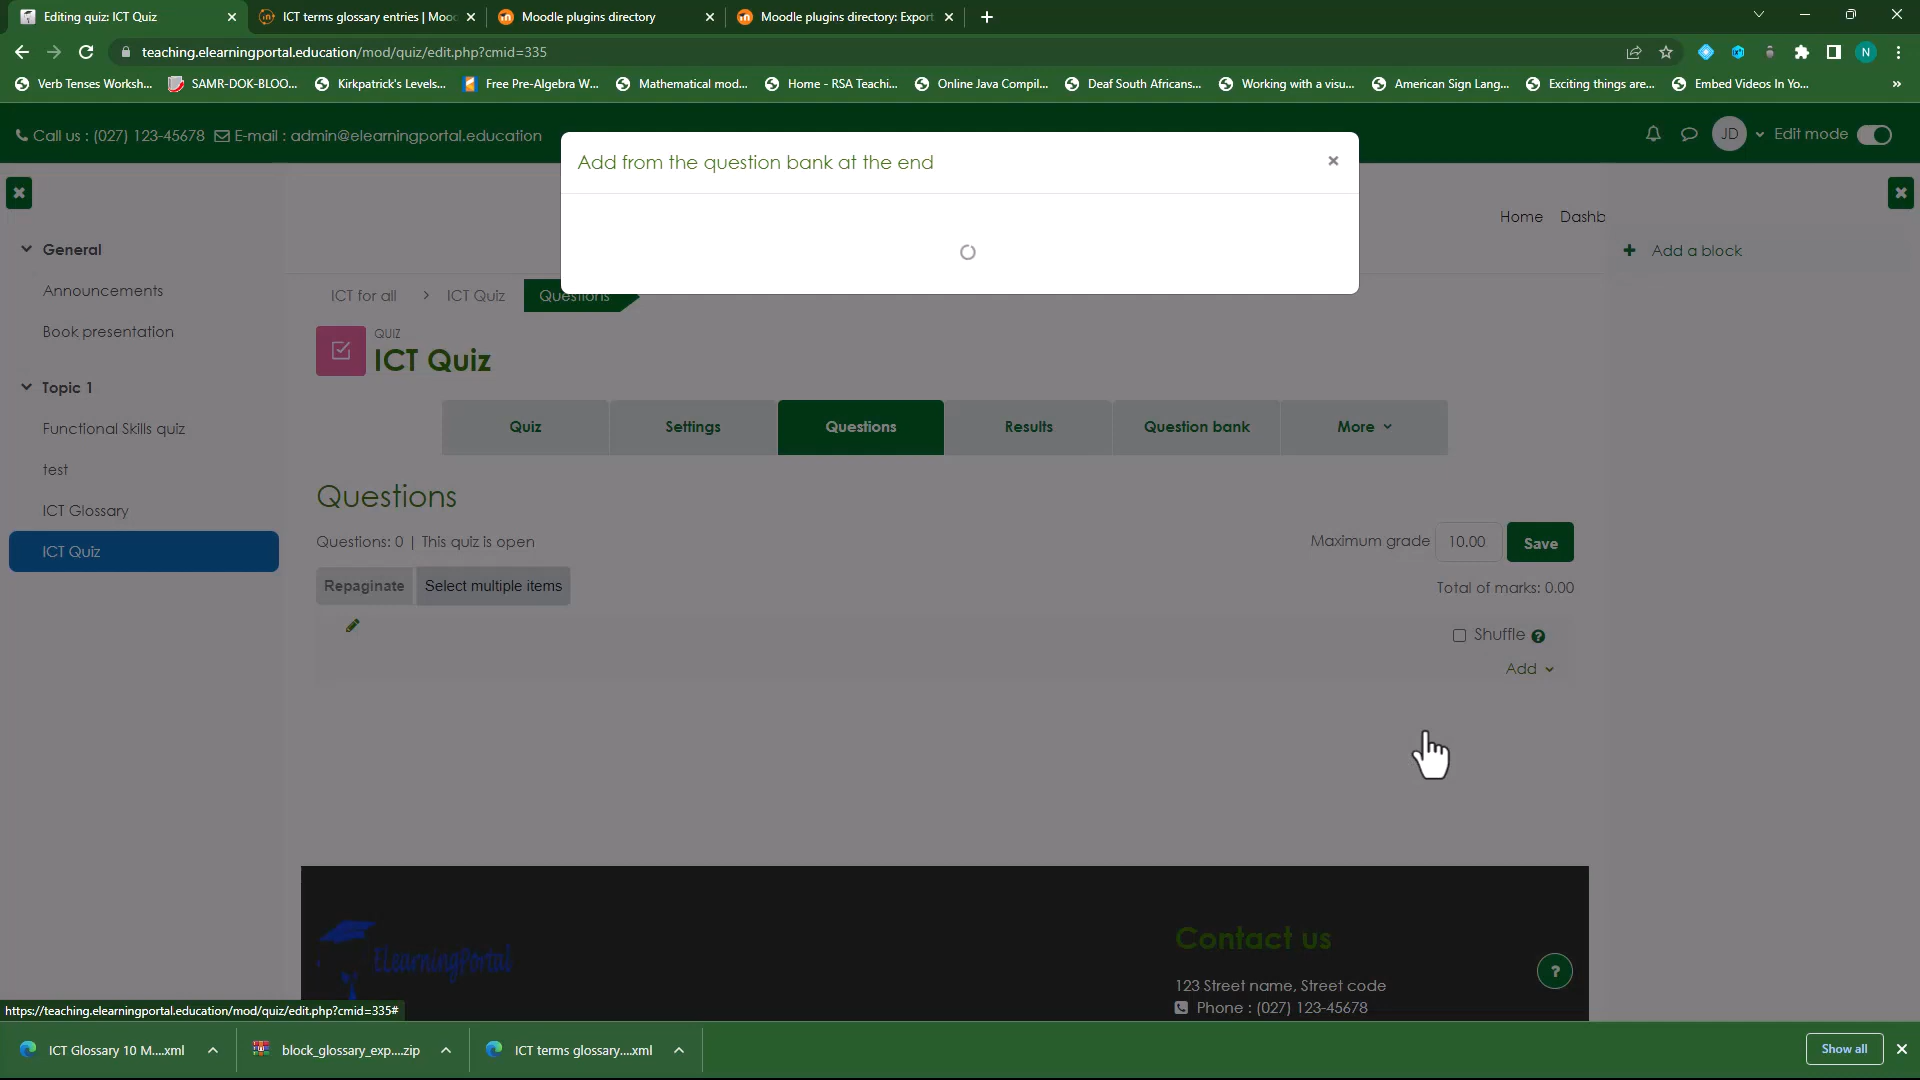 Editing quiz: ICT Quiz
ICT terms glossary entries | Mooc
Moodle plugins directory
Moodle plugins directory: Export
teaching.elearningportal.education/mod/quiz/edit.php?cmid=335
N
Verb Tenses Worksh...
SAMR-DOK-BLOO...
Kirkpatrick's Levels...
Free Pre-Algebra W...
Mathematical mod...
Home - RSA Teachi...
Online Java Compil...
Deaf South Africans...
Working with a visu...
American Sign Lang...
Exciting things are...
Embed Videos In Yo...
»
Call us : (027) 123-45678 E-mail : admin@elearningportal.education
JD
Edit mode
Add from the question bank at the end
Home
Dashb
Add a block
General
Announcements
Book presentation
Topic 1
Functional Skills quiz
test
ICT Glossary
ICT Quiz
ICT for all
ICT Quiz
Questions
QUIZ
ICT Quiz
Quiz
Settings
Questions
Results
Question bank
More
Questions
Questions: 0 | This quiz is open
Maximum grade
10.00
Save
Repaginate
Select multiple items
Total of marks: 0.00
Shuffle
?
Add
ELearningPortal
Contact us
123 Street name, Street code
Phone : (027) 123-45678
?
https://teaching.elearningportal.education/mod/quiz/edit.php?cmid=335#
ICT Glossary 10 M....xml
block_glossary_exp....zip
ICT terms glossary....xml
Show all